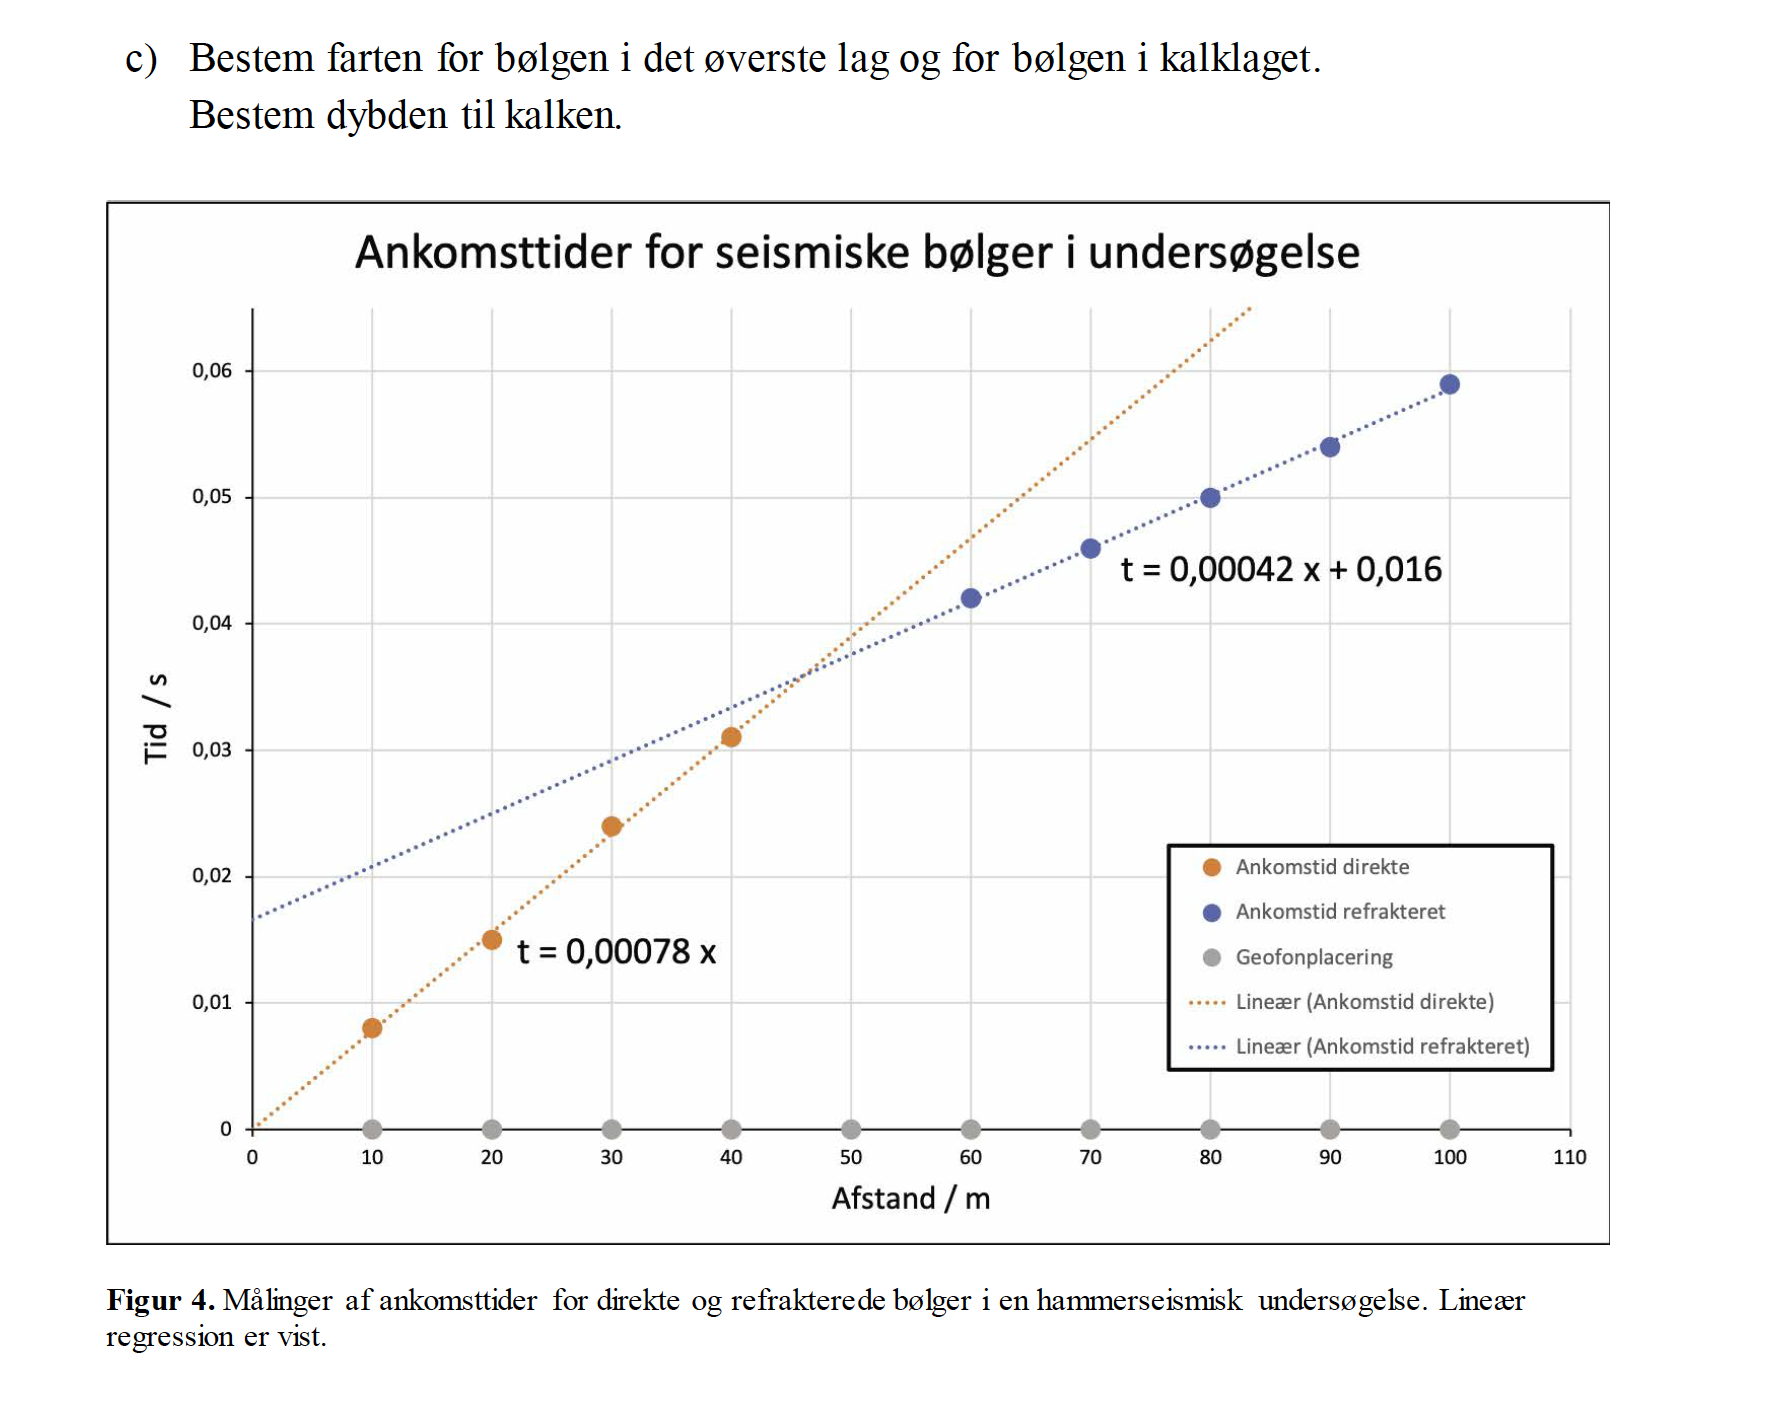 c) Bestem farten for bølgen i det øverste lag og for bølgen i kalklaget.
Bestem dybden til kalken.
Ankomsttider for seismiske bølger i undersøgelse
0,06
0,05
0,04
0,03
0,02
0,01
0
Tid / s
t = 0,00042 x + 0,016
t = 0,00078 x
Ankomstid direkte
Ankomstid refrakteret
Geofonplacering
Lineær (Ankomstid direkte)
Lineær (Ankomstid refrakteret)
0 10 20 30 40 50 60 70 80 90 100 110
Afstand / m
Figur 4. Målinger af ankomsttider for direkte og refrakterede bølger i en hammerseismisk undersøgelse. Lineær
regression er vist.